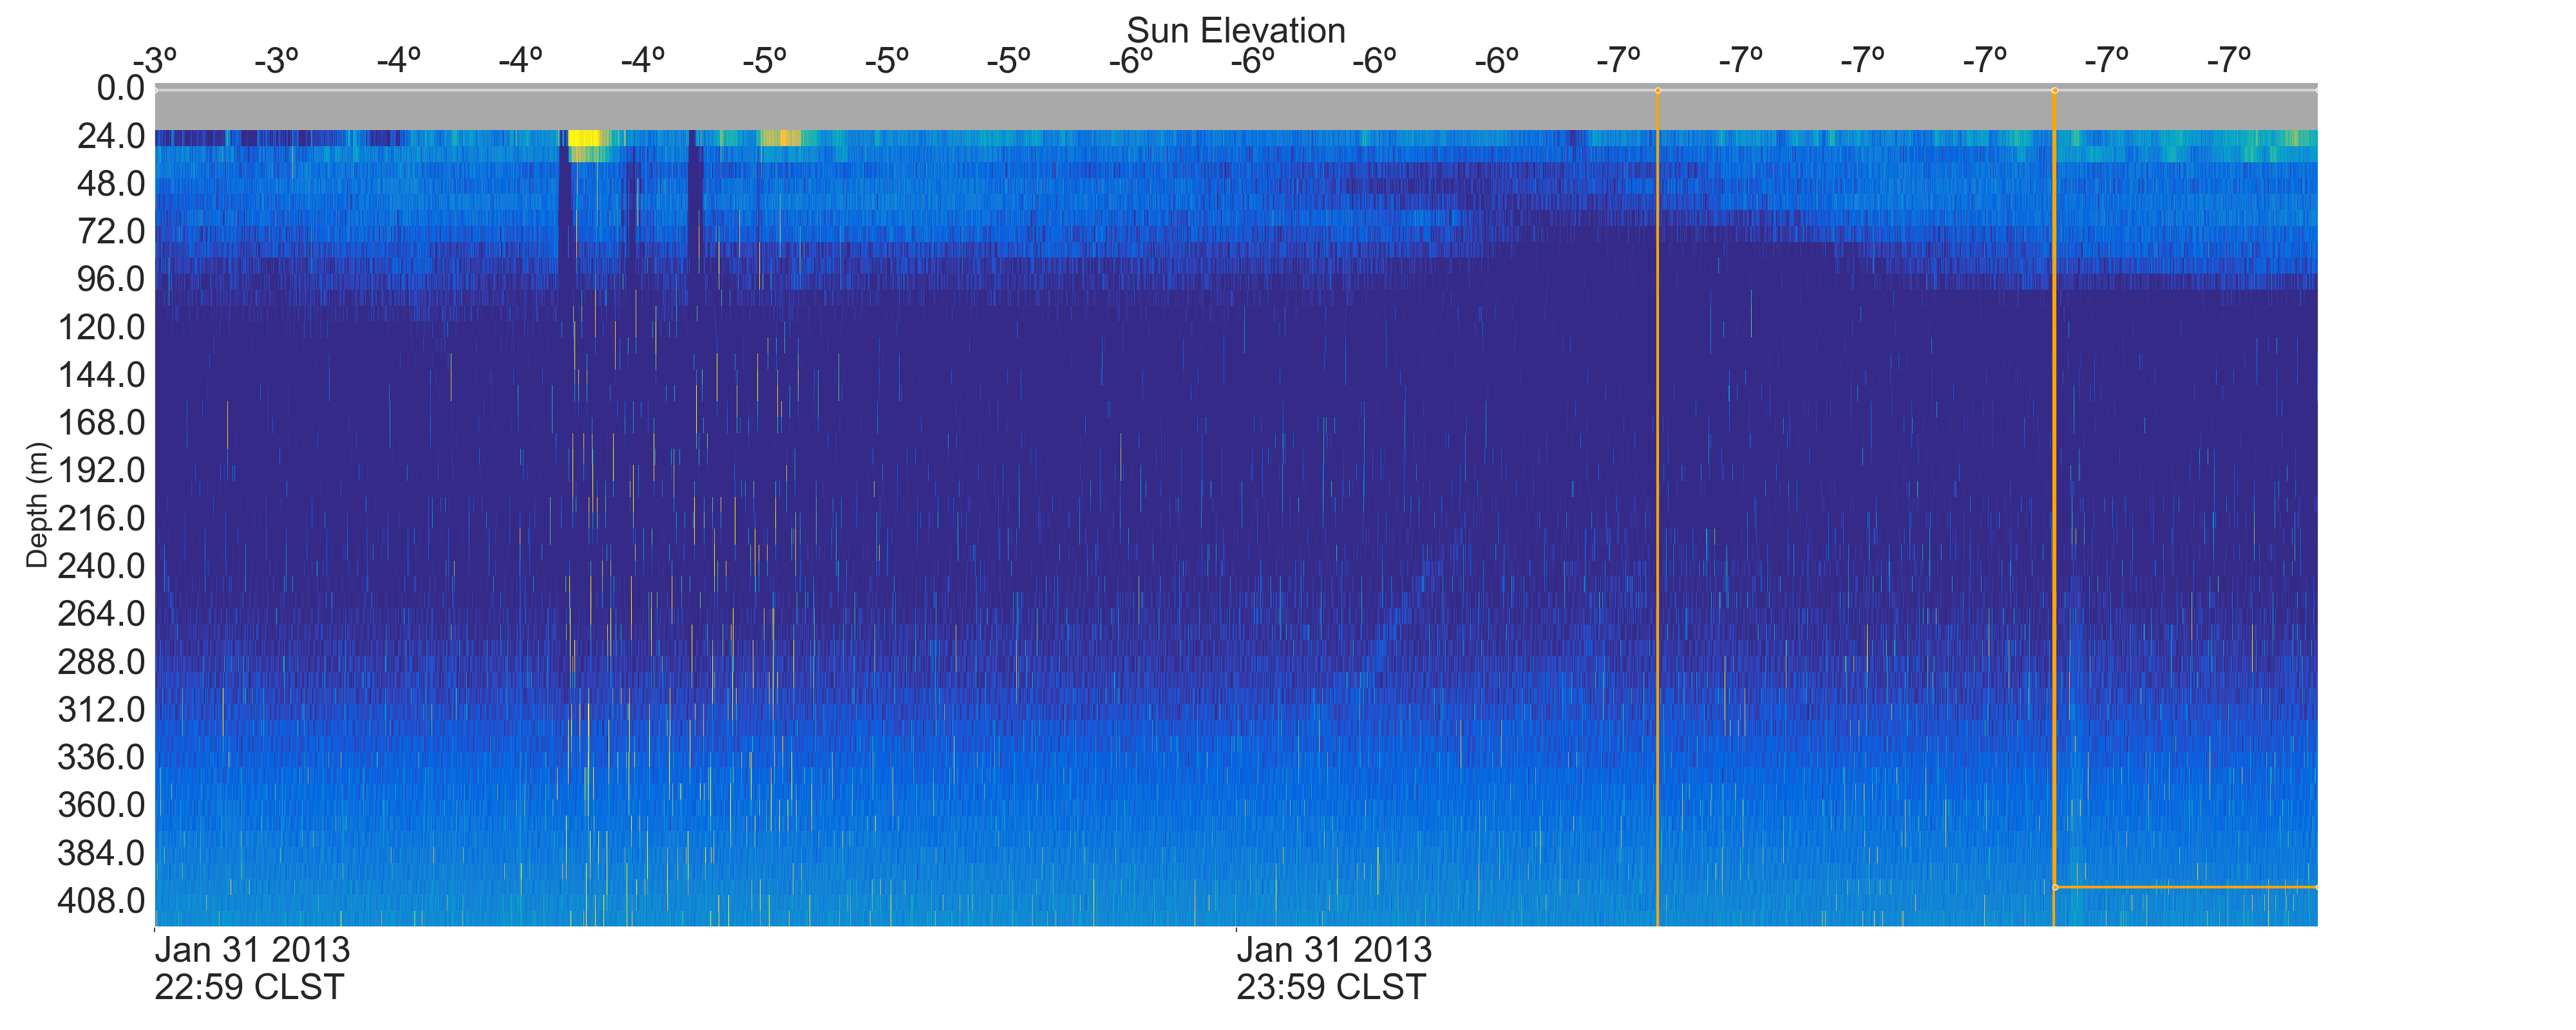 Sun Elevation
-3º -3º -4º -4º -4º -5º -5º -5º -6º -6º -6º -6º -7º -7º -7º -7º -7º -7º
Depth (m)
0.0
24.0
48.0
72.0
96.0
120.0
144.0
168.0
192.0
216.0
240.0
264.0
288.0
312.0
336.0
360.0
384.0
408.0
Jan 31 2013
22:59 CLST
Jan 31 2013
23:59 CLST